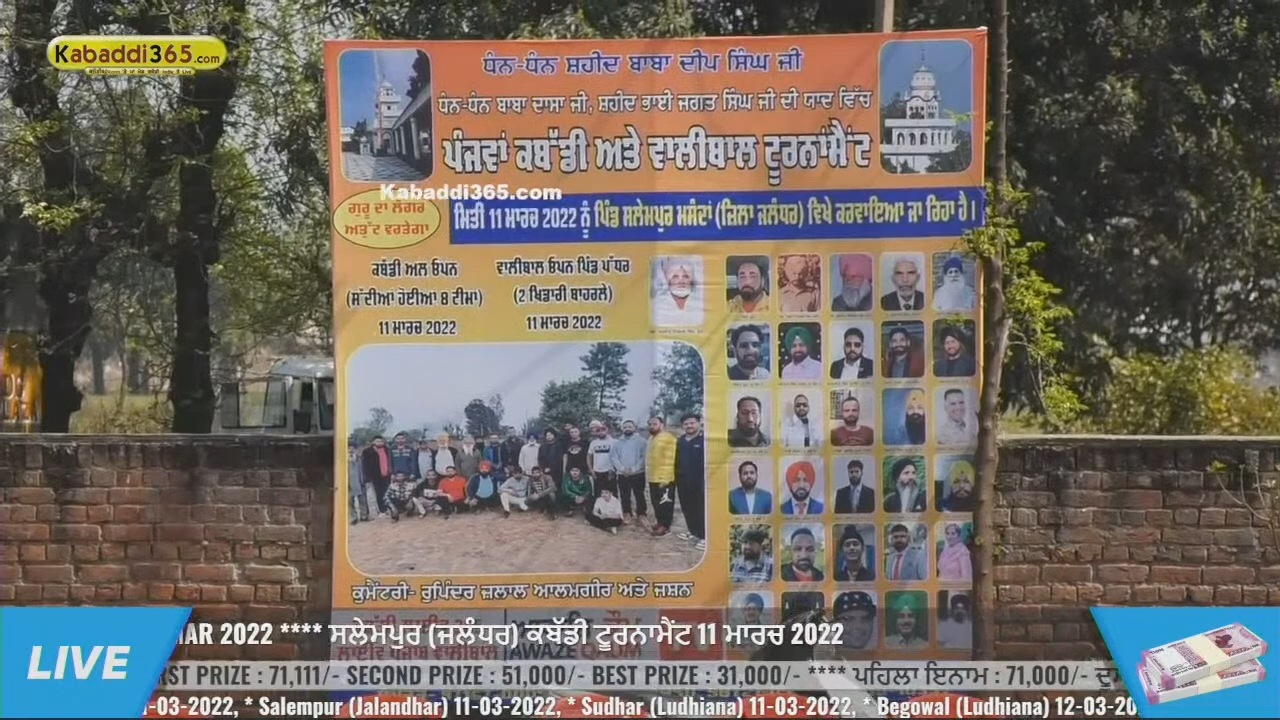 Kabaddi365.com
ਧੰਨ-ਧੰਨ ਸ਼ਹੀਦ ਬਾਬਾ ਦੀਪ ਸਿੰਘ ਜੀ
ਧੰਨ-ਧੰਨ ਬਾਬਾ ਦਾਸਾ ਜੀ, ਸ਼ਹੀਦ ਭਾਈ ਜਗਤ ਸਿੰਘ ਜੀ ਦੀ ਯਾਦ ਵਿੱਚ
ਪੰਜਵਾਂ ਕਬੱਡੀ ਅਤੇ ਵਾਲੀਬਾਲ ਟੂਰਨਾਂਮੈਂਟ
Kabaddi365.com
ਗੁਰੂ ਦਾ ਲੰਗਰ
ਅਤੁੱਟ ਵਰਤੇਗਾ
ਮਿਤੀ 11 ਮਾਰਚ 2022 ਨੂੰ ਪਿੰਡ ਸਲੇਮਪੁਰ ਮਸੰਦਾਂ (ਜ਼ਿਲਾ ਜਲੰਧਰ) ਵਿਖੇ ਕਰਵਾਇਆ ਜਾ ਰਿਹਾ ਹੈ।
ਕਬੱਡੀ ਅਲ ਓਪਨ
(ਸੱਦੀਆ ਹੋਈਆ 8 ਟੀਮਾ)
11 ਮਾਰਚ 2022
ਵਾਲੀਬਾਲ ਓਪਨ ਪਿੰਡ ਪੱਧਰ
(2 ਖਿਡਾਰੀ ਬਾਹਰਲੇ)
11 ਮਾਰਚ 2022
ਕੁਮੈਂਟਰੀ- ਰੁਪਿੰਦਰ ਜ਼ਲਾਲ ਆਲਮਗੀਰ ਅਤੇ ਜਸ਼ਨ
LIVE
MAR 2022 **** ਸਲੇਮਪੁਰ (ਜਲੰਧਰ) ਕਬੱਡੀ ਟੂਰਨਾਮੈਂਟ 11 ਮਾਰਚ 2022
ਲਾਈਵ ਪੰਜਾਬ ਵਾਲੀਬਾਲ
RST PRIZE : 71,111/- SECOND PRIZE : 51,000/- BEST PRIZE : 31,000/- **** ਪਹਿਲਾ ਇਨਾਮ : 71,000/-
-03-2022, * Salempur (Jalandhar) 11-03-2022, * Sudhar (Ludhiana) 11-03-2022, * Begowal (Ludhiana) 12-03-20